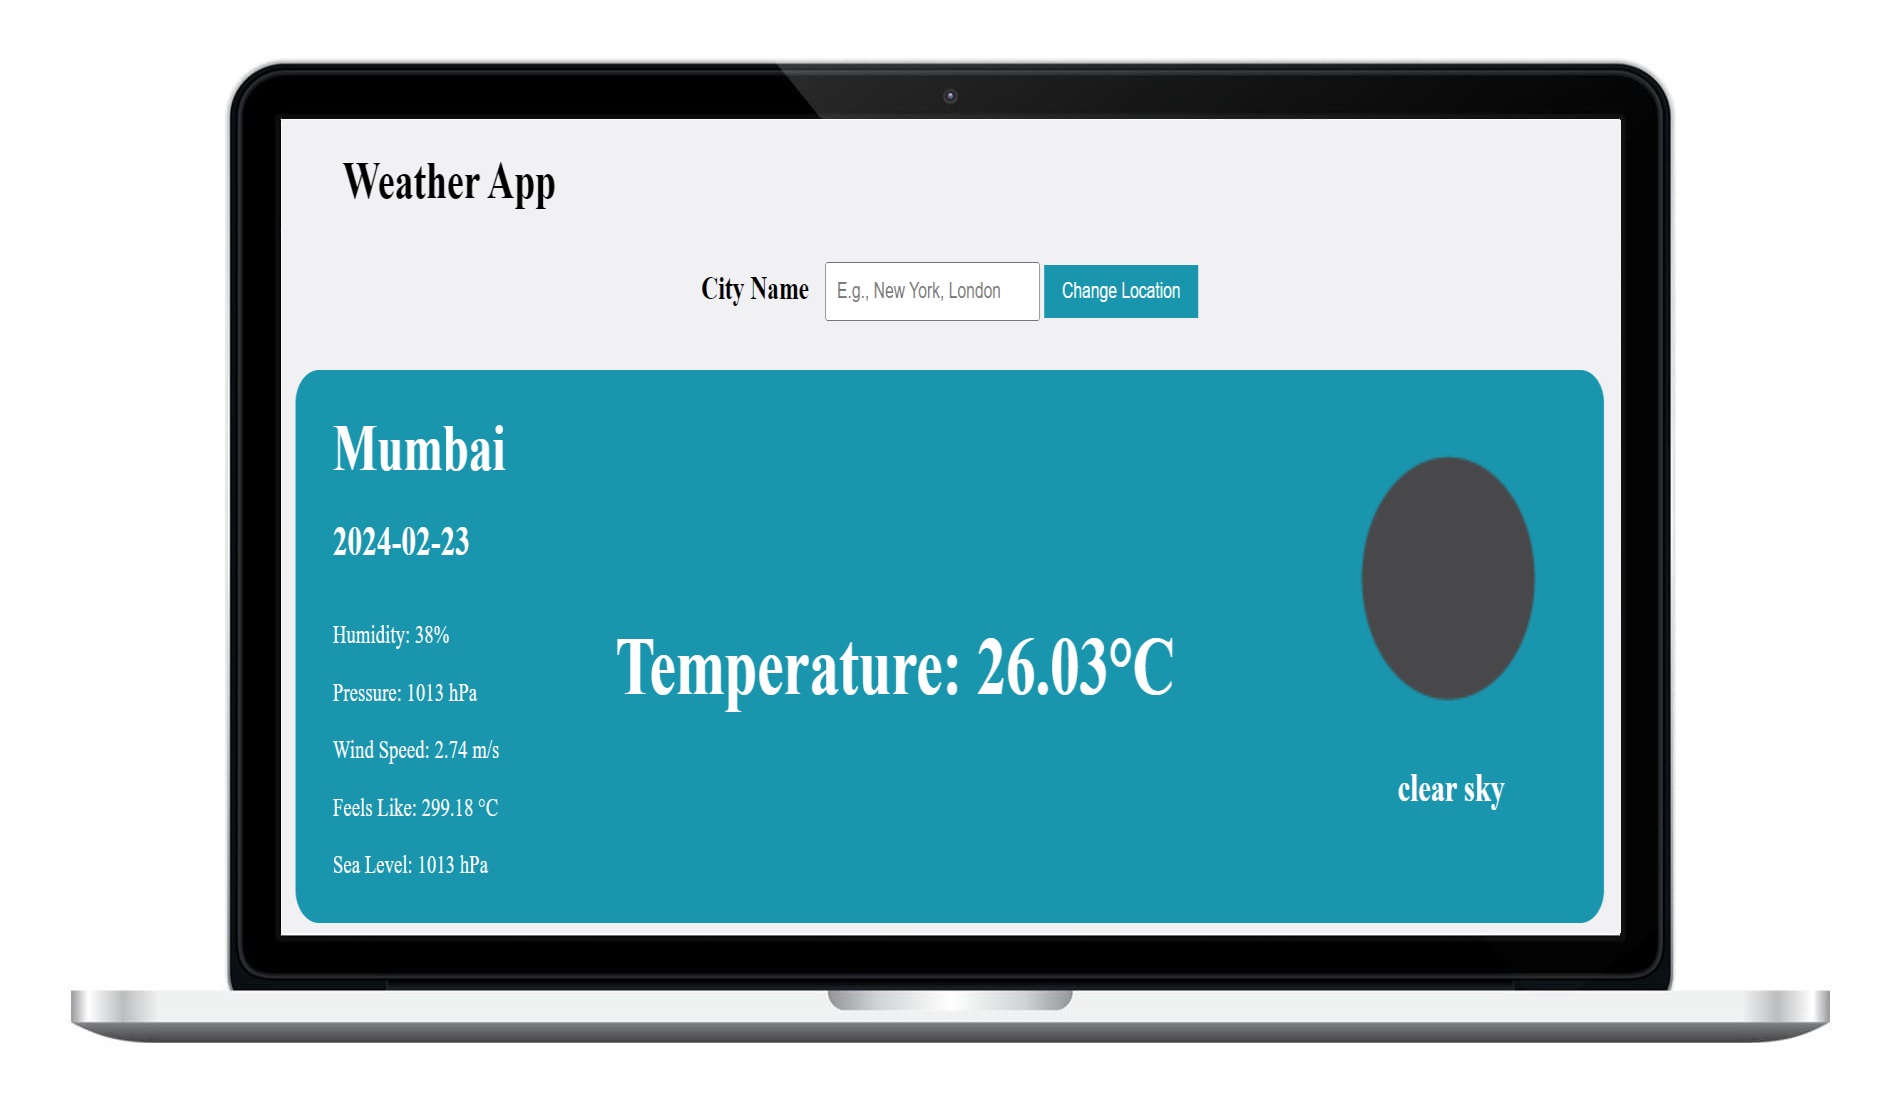 Weather App
City Name E.g., New York, London Change Location
Mumbai
2024-02-23
Humidity: 38%
Pressure: 1013 hPa
Wind Speed: 2.74 m/s
Feels Like: 299.18 °C
Sea Level: 1013 hPa
Temperature: 26.03°C
clear sky